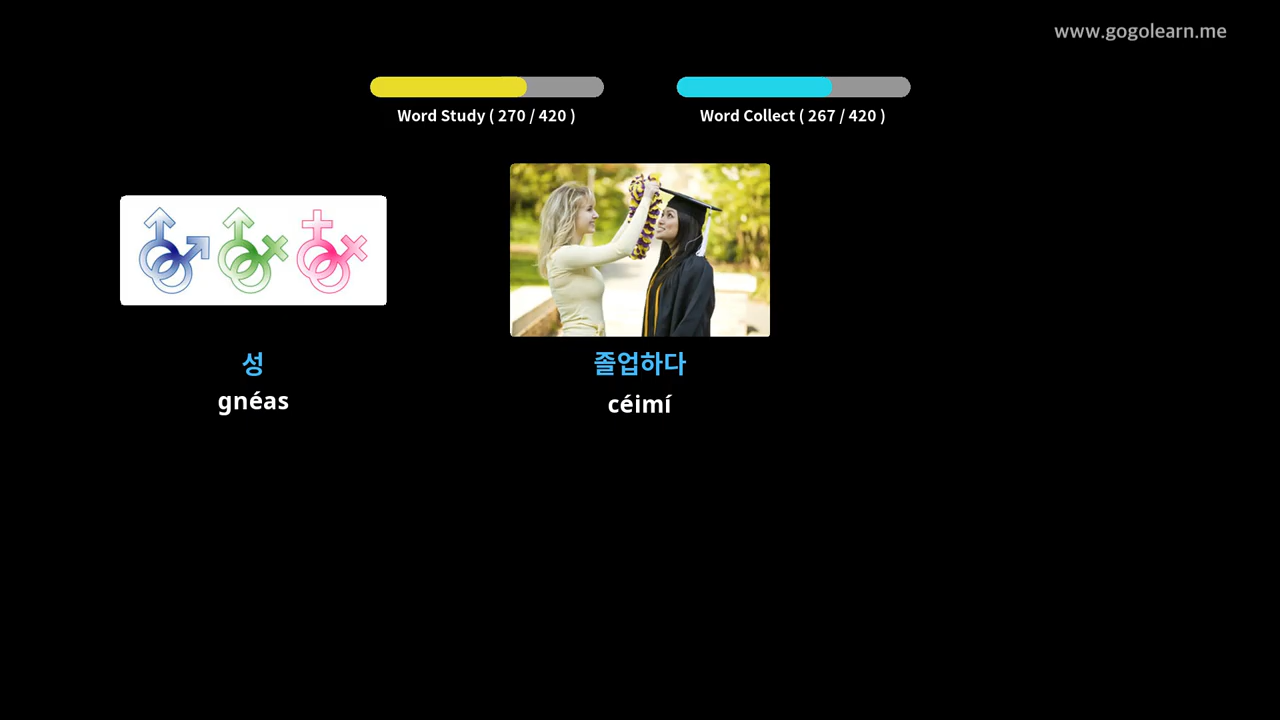 www.gogolearn.me
Word Study ( 270 / 420 )
Word Collect ( 267 / 420 )
성
gnéas
졸업하다
céimí